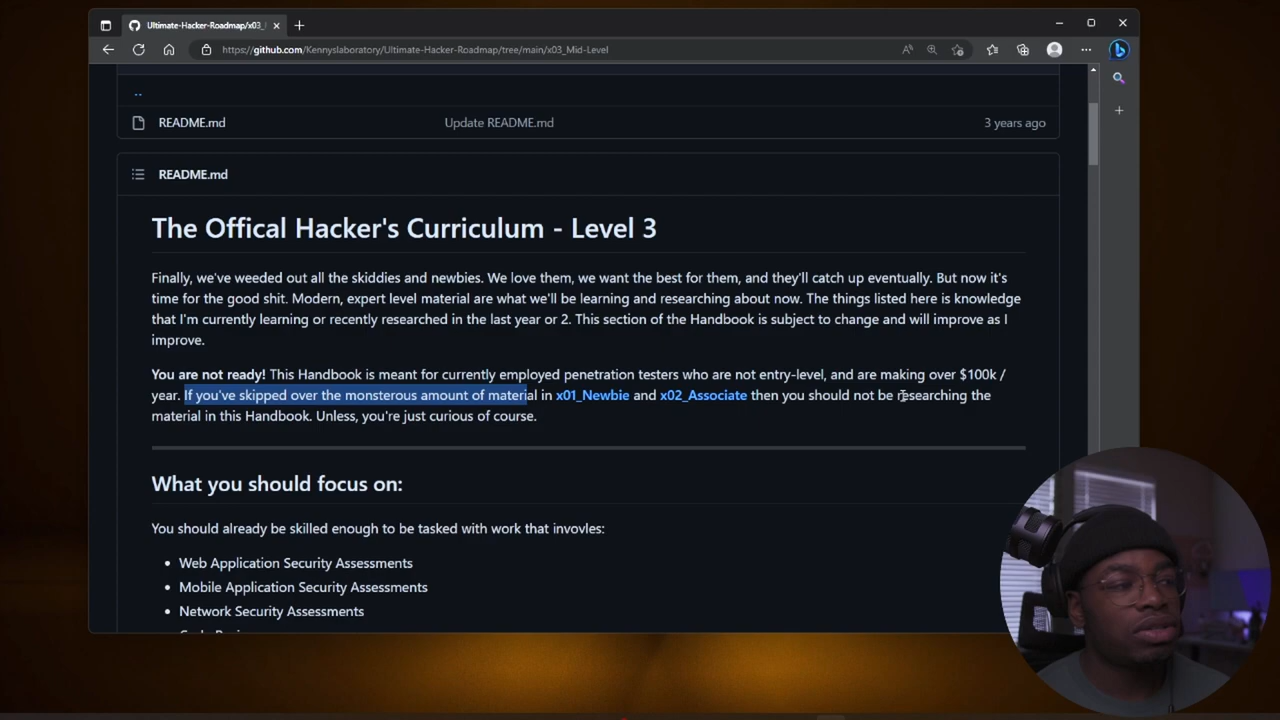 Ultimate-Hacker-Roadmap/x03_
https://github.com/Kennyslaboratory/Ultimate-Hacker-Roadmap/tree/main/x03_Mid-Level
..
README.md Update README.md 3 years ago
README.md
The Offical Hacker's Curriculum - Level 3
Finally, we've weeded out all the skiddies and newbies. We love them, we want the best for them, and they'll catch up eventually. But now it's
time for the good shit. Modern, expert level material are what we'll be learning and researching about now. The things listed here is knowledge
that I'm currently learning or recently researched in the last year or 2. This section of the Handbook is subject to change and will improve as I
improve.
You are not ready! This Handbook is meant for currently employed penetration testers who are not entry-level, and are making over $100k /
year. If you've skipped over the monsterous amount of material in x01_Newbie and x02_Associate then you should not be researching the
material in this Handbook. Unless, you're just curious of course.
What you should focus on:
You should already be skilled enough to be tasked with work that invovles:
• Web Application Security Assessments
• Mobile Application Security Assessments
• Network Security Assessments